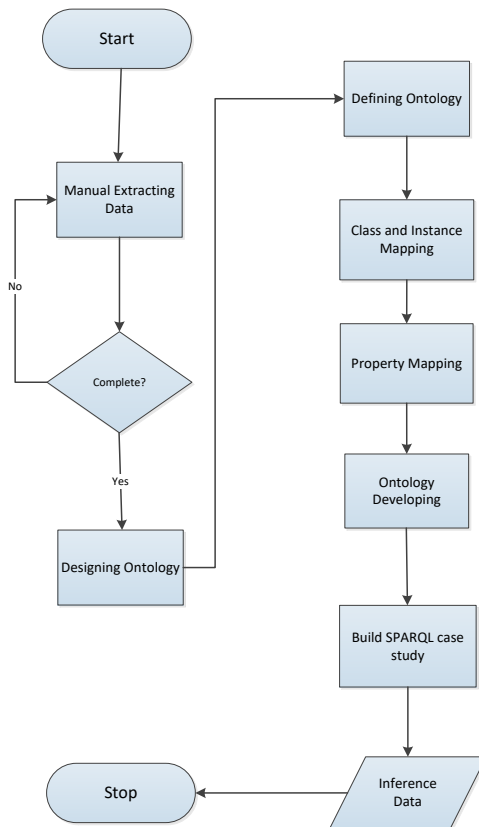 Start
Manual Extracting
Data
No
Complete?
Yes
Designing Ontology
Defining Ontology
Class and Instance
Mapping
Property Mapping
Ontology
Developing
Build SPARQL case
study
Inference
Data
Stop